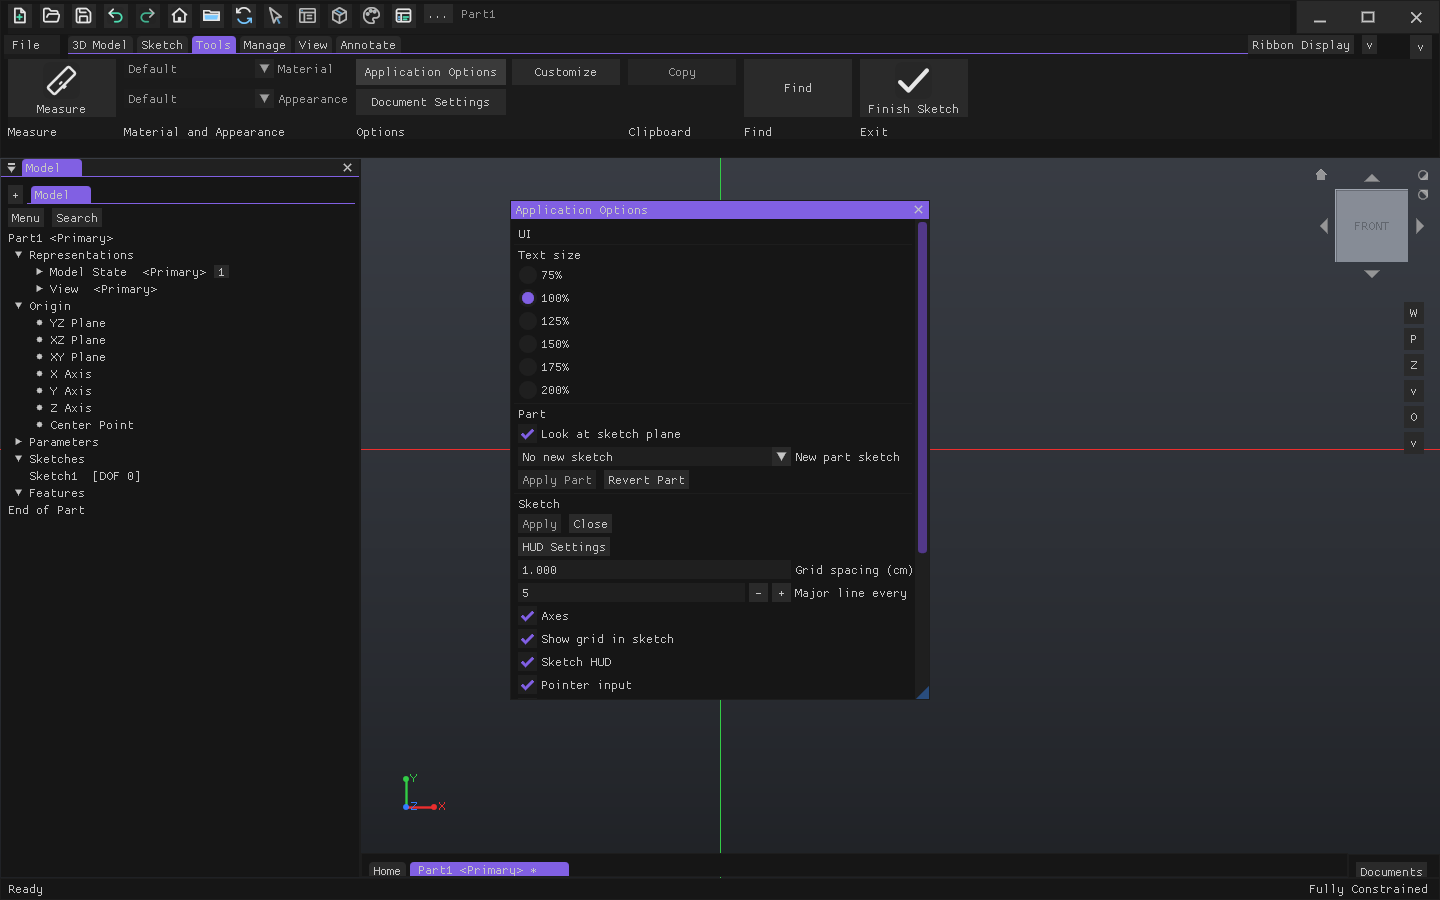 ... Part1
File 3D Model Sketch Tools Manage View Annotate Ribbon Display v v
Default Material Application Options Customize Copy
Find
Default Appearance Document Settings
Measure Finish Sketch
Measure Material and Appearance Options Clipboard Find Exit
Model
+ Model
Menu Search
Part1 <Primary>
Representations
Model State <Primary> 1
View <Primary>
Origin
YZ Plane
XZ Plane
XY Plane
X Axis
Y Axis
Z Axis
Center Point
Parameters
Sketches
Sketch1 [DOF 0]
Features
End of Part
Application Options
UI
Text size
75%
100%
125%
150%
175%
200%
Part
Look at sketch plane
No new sketch New part sketch
Apply Part Revert Part
Sketch
Apply Close
HUD Settings
1.000 Grid spacing (cm)
5 - + Major line every
Axes
Show grid in sketch
Sketch HUD
Pointer input
FRONT
W
P
Z
v
O
v
Y
Z X
Home Part1 <Primary> * Documents
Ready Fully Constrained